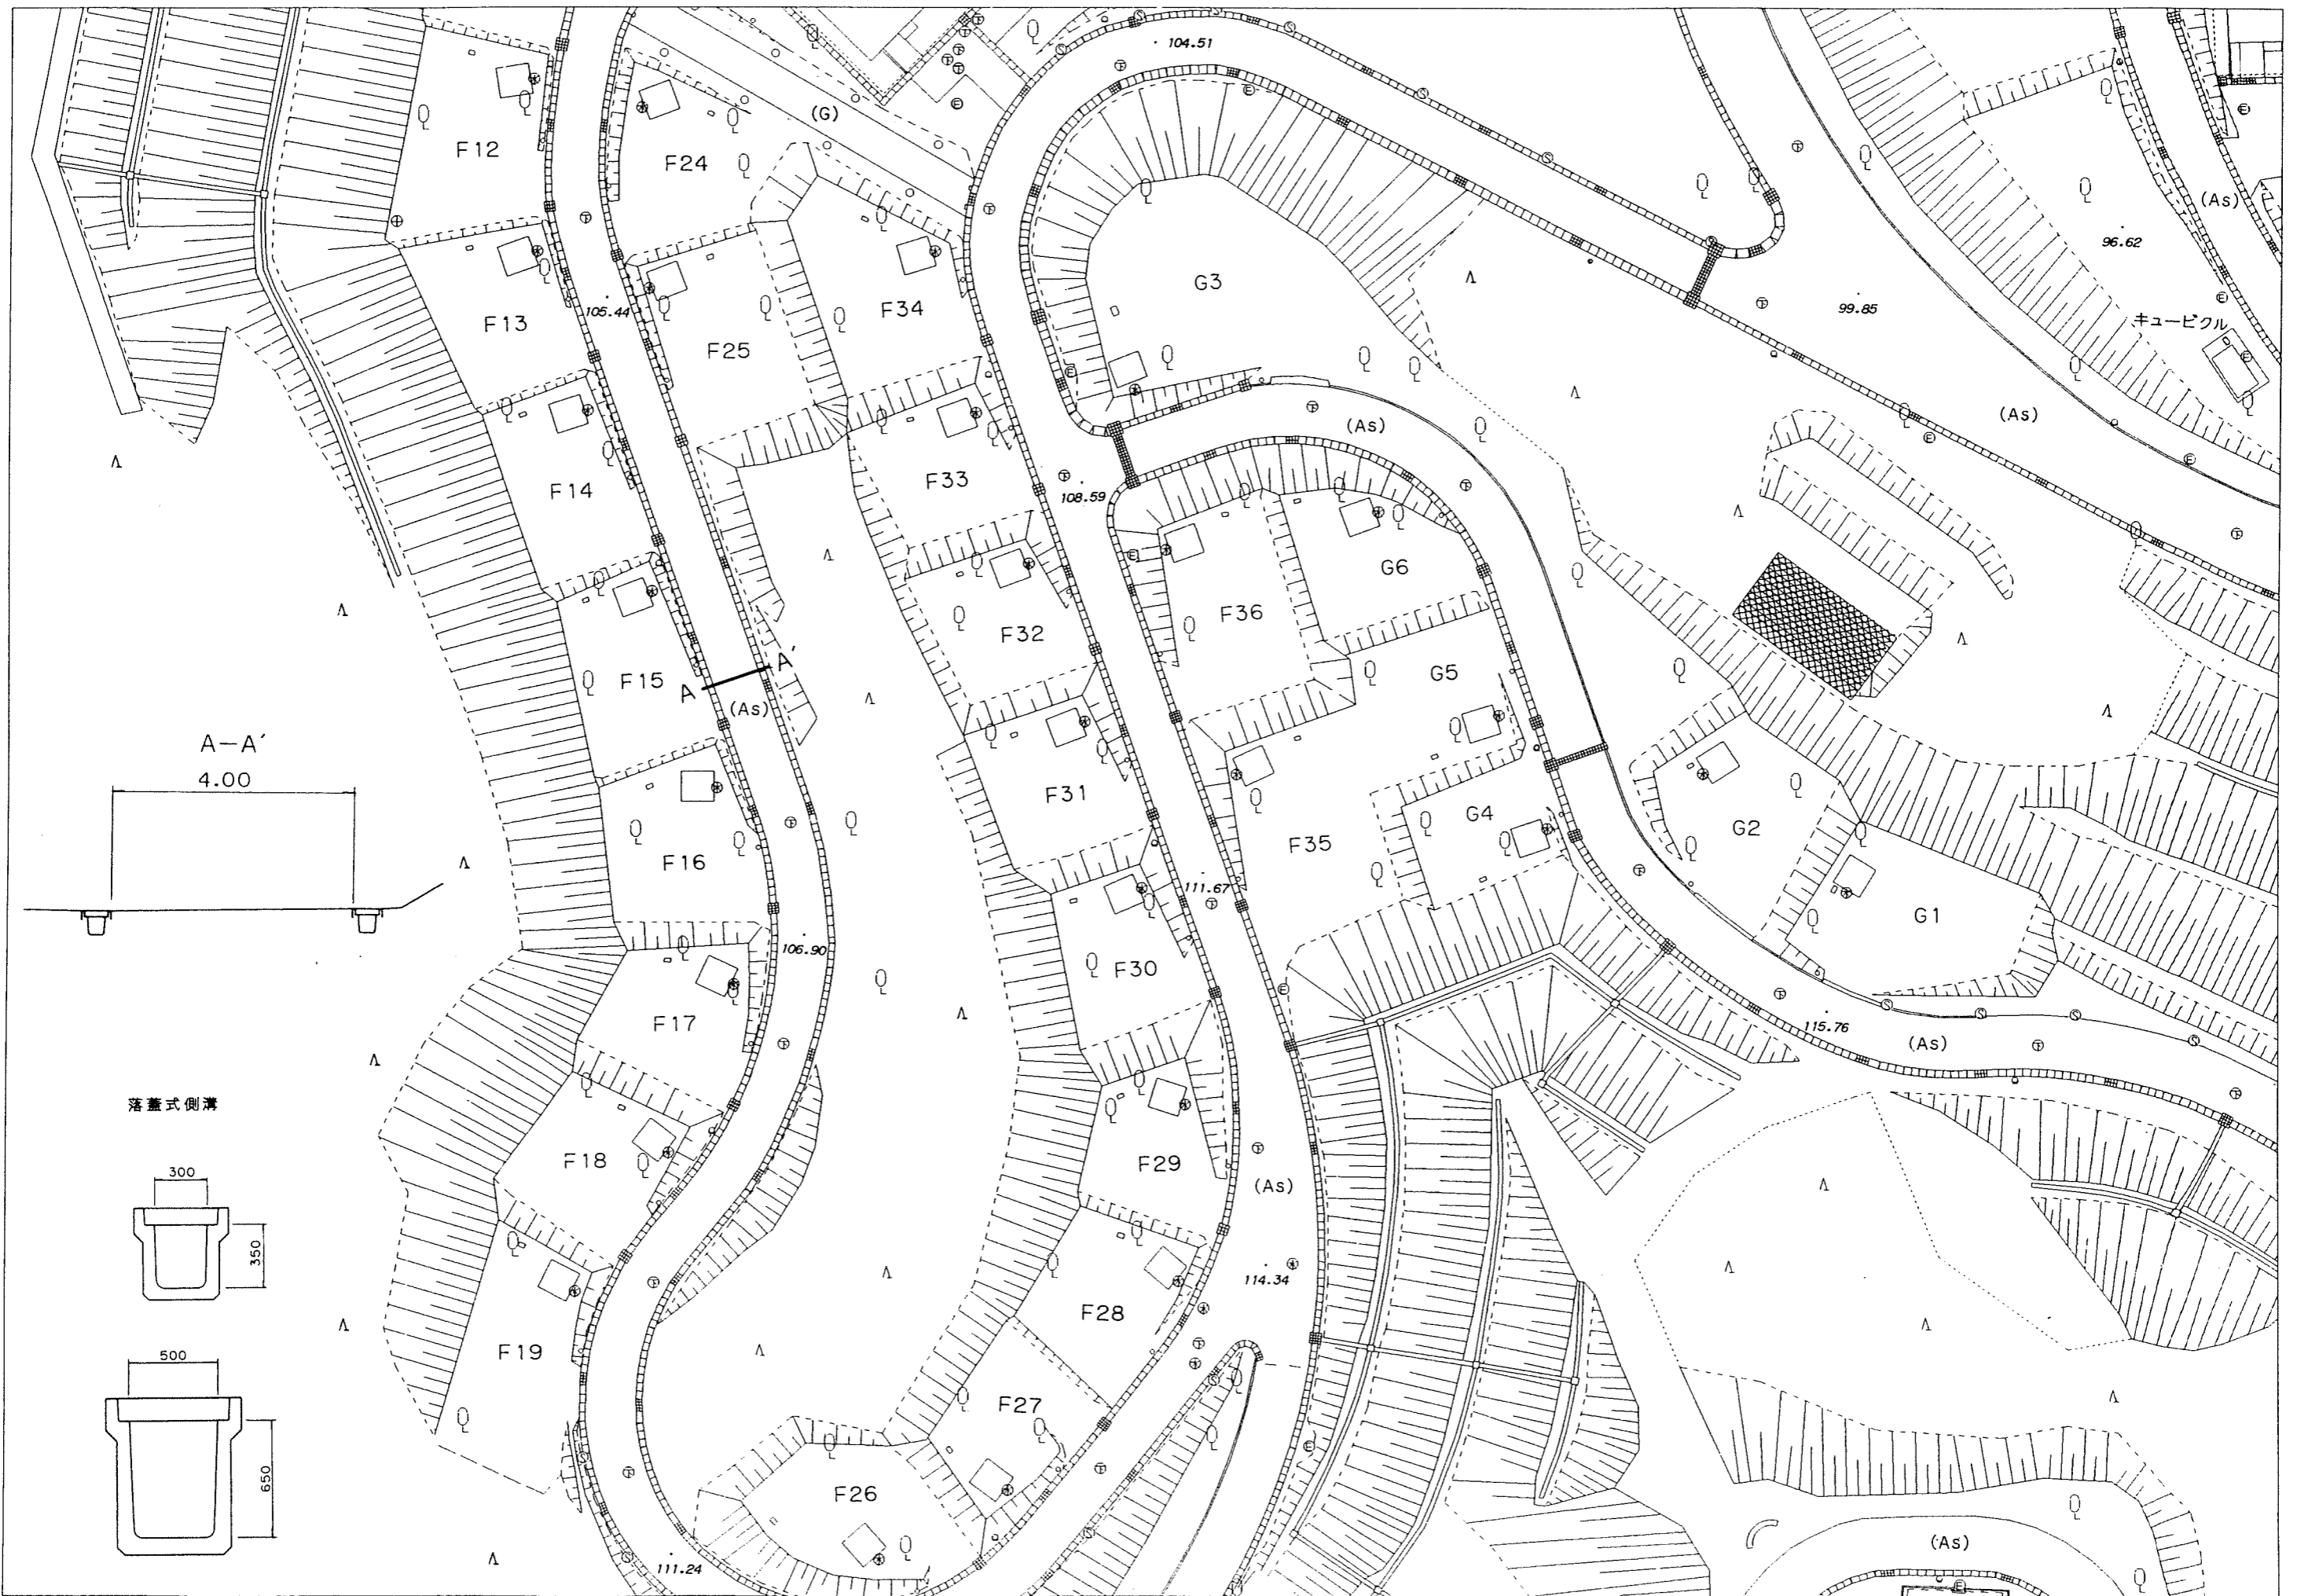 104.51
(G)
F12
F24
(As)
96.62
G3
F34
99.85
キュービクル
105.44
F13
F25
(As)
(As)
F33
F14
108.59
G6
F36
F32
A'
G5
F15
A
(As)
A-A'
4.00
F31
G4
G2
F35
F16
111.67
G1
106.90
F30
F17
115.76
(As)
落蓋式側溝
F18
F29
300
(As)
350
114.34
F28
F19
500
F27
650
F26
(As)
111.24